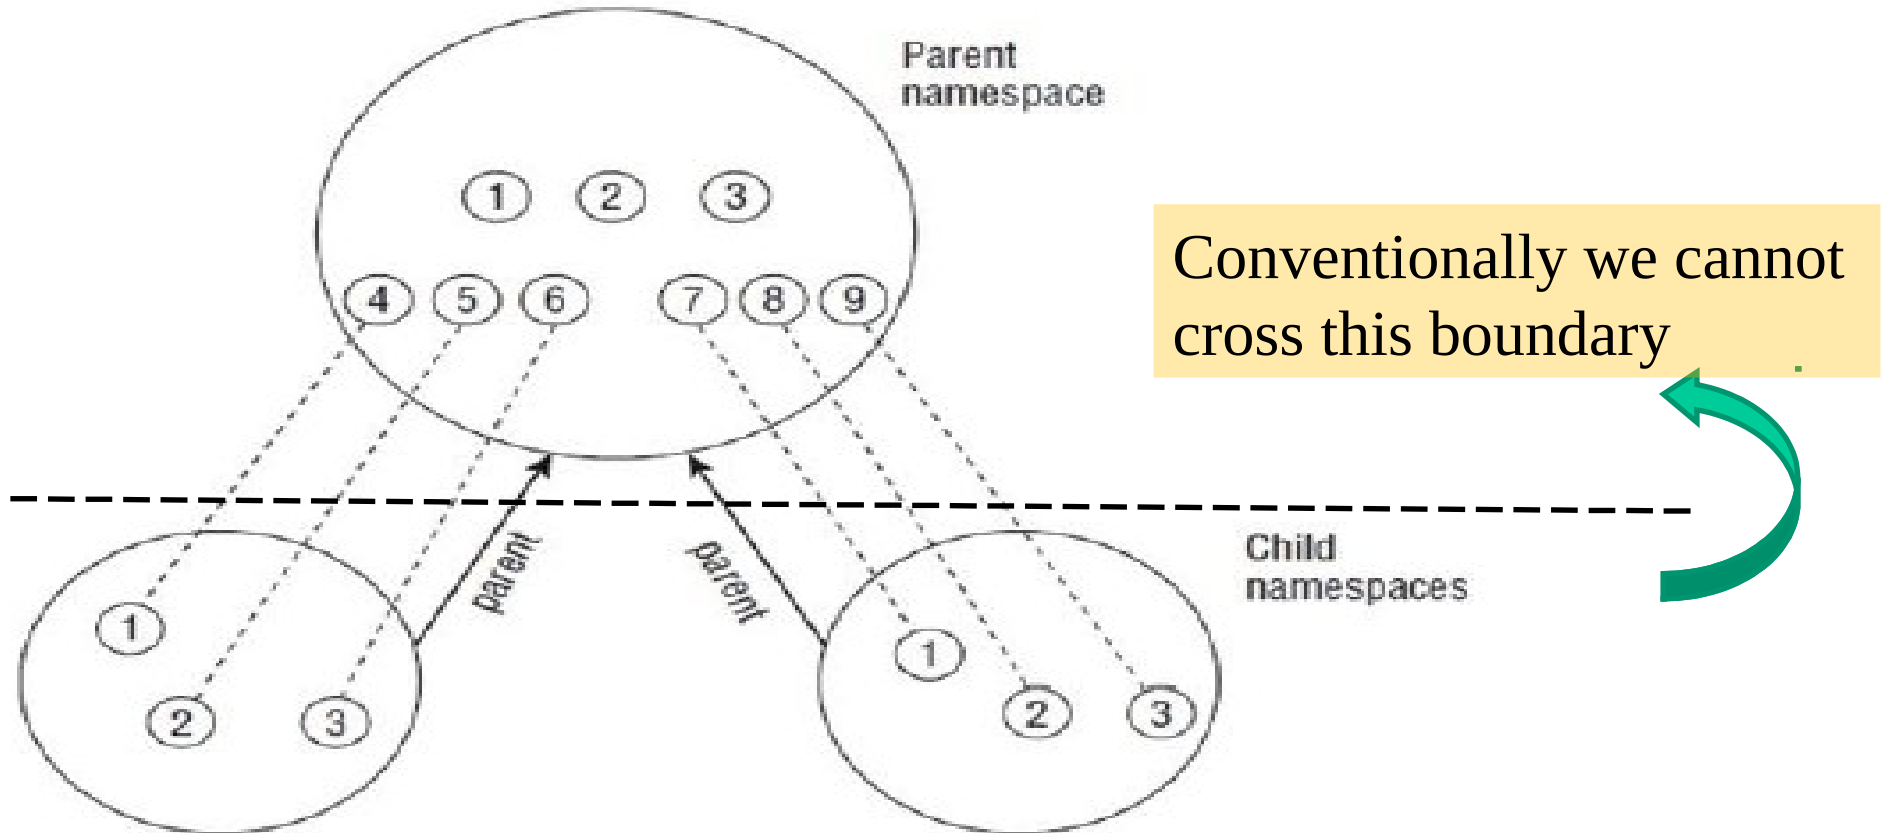 Parent
namespace
1 2 3
4 5 6 7 8 9
Conventionally we cannot
cross this boundary
parent
parent
Child
namespaces
1
2 3
1
2 3